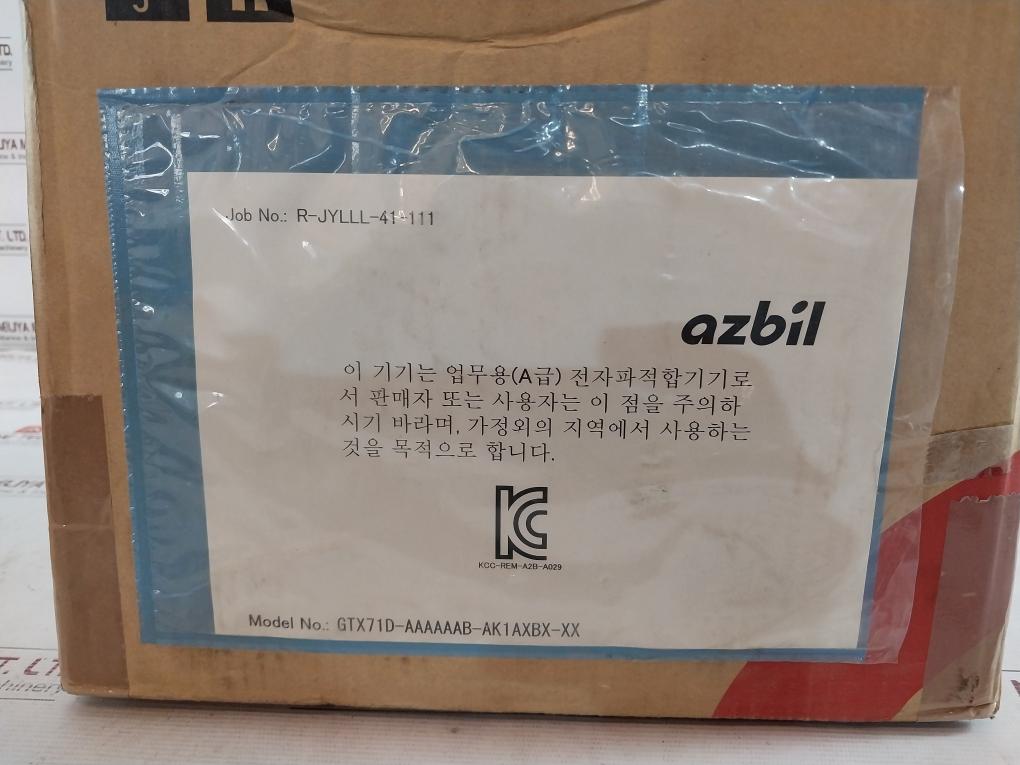 Job No.: R-JYLLL-41-111
azbil
이 기기는 업무용(A급) 전자파적합기기로
서 판매자 또는 사용자는 이 점을 주의하
시기 바라며, 가정외의 지역에서 사용하는
것을 목적으로 합니다.
KC
KCC-REM-A2B-A029
Model No.: GTX71D-AAAAAAB-AK1AXBX-XX